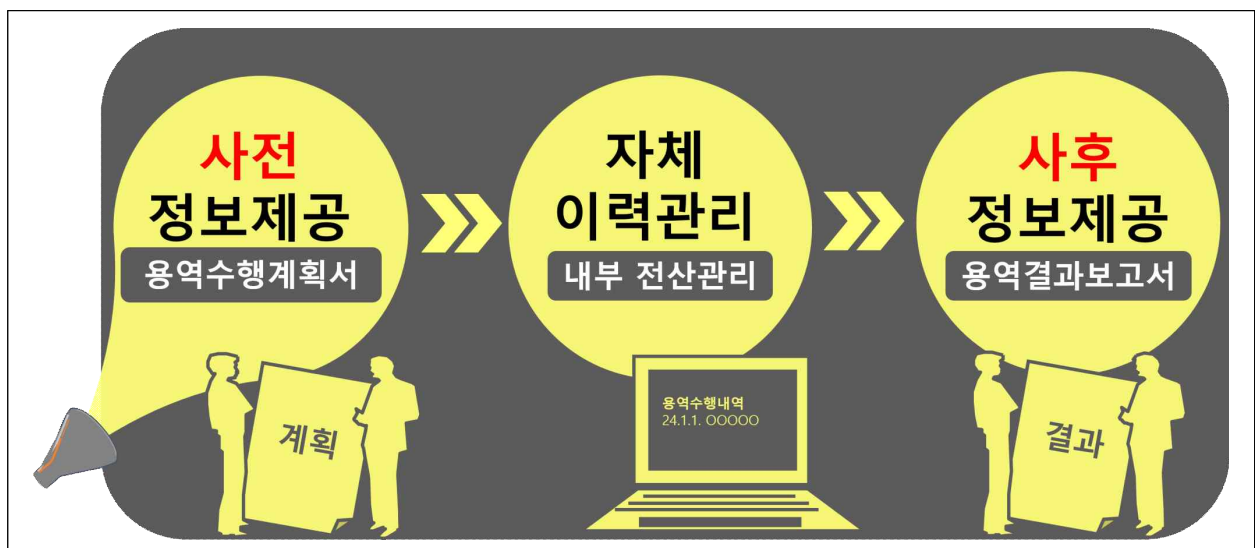 사전
정보제공
용역수행계획서
계획
자체
이력관리
내부 전산관리
용역수행내역
24.1.1. OOOOO
사후
정보제공
용역결과보고서
결과